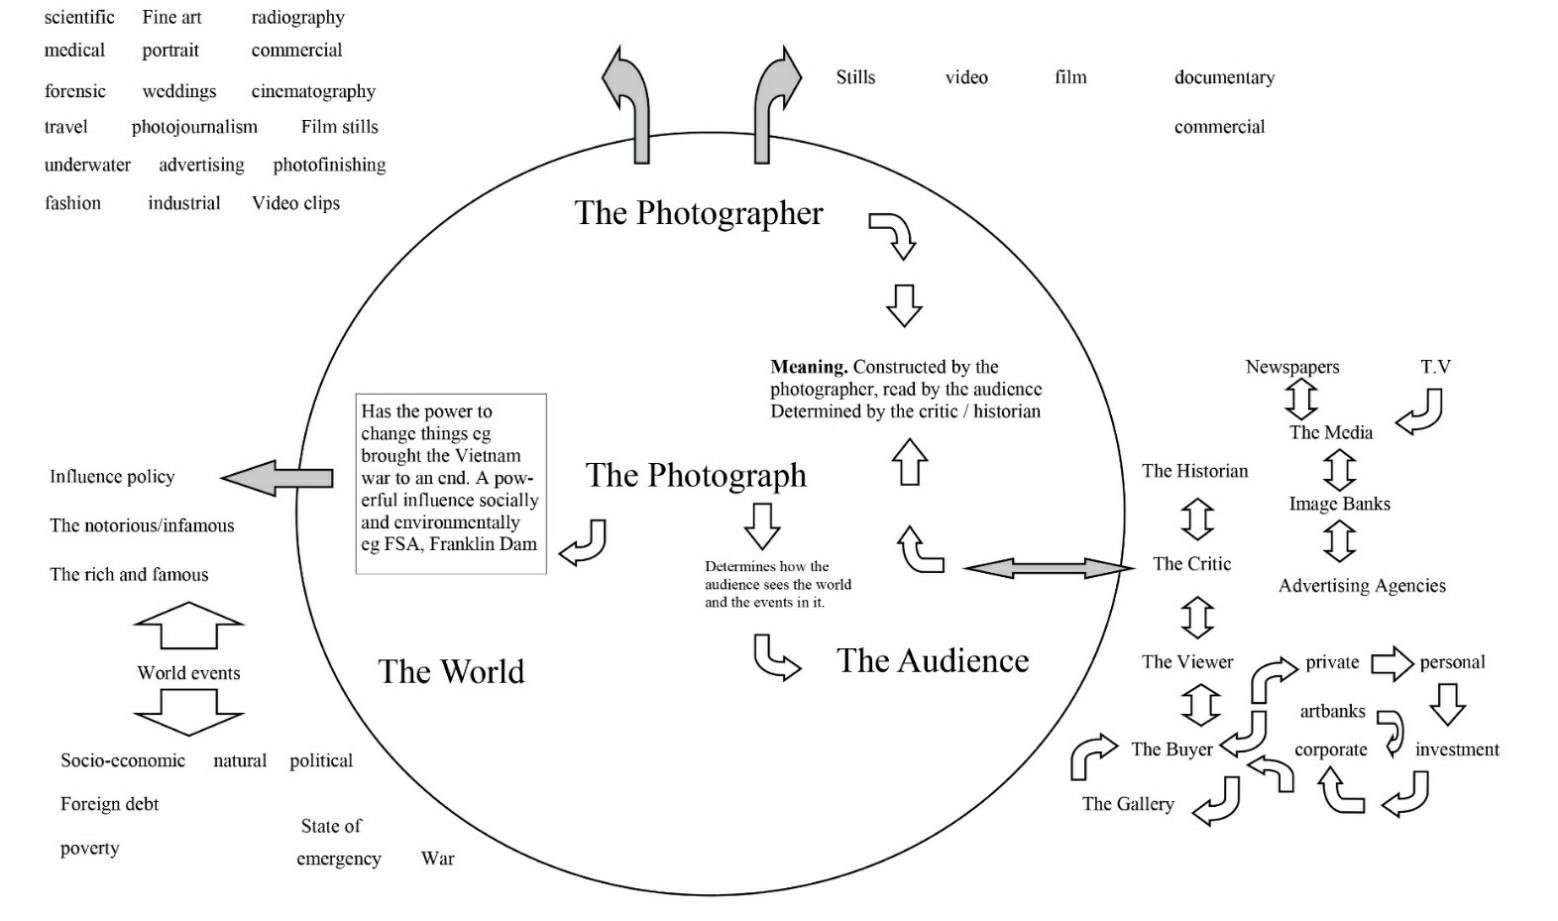 scientific Fine art radiography
medical portrait commercial
forensic weddings cinematography
travel photojournalism Film stills
underwater advertising photofinishing
fashion industrial Video clips
Stills video film documentary
commercial
The Photographer
Meaning. Constructed by the
photographer, read by the audience
Determined by the critic / historian
Has the power to
change things eg
brought the Vietnam
war to an end. A pow-
erful influence socially
and environmentally
eg FSA, Franklin Dam
The Photograph
Determines how the
audience sees the world
and the events in it.
The World
The Audience
Influence policy
The notorious/infamous
The rich and famous
World events
Socio-economic natural political
Foreign debt
poverty
State of
emergency War
Newspapers T.V
The Media
Image Banks
Advertising Agencies
The Historian
The Critic
The Viewer
The Buyer
The Gallery
private personal
artbanks
corporate investment